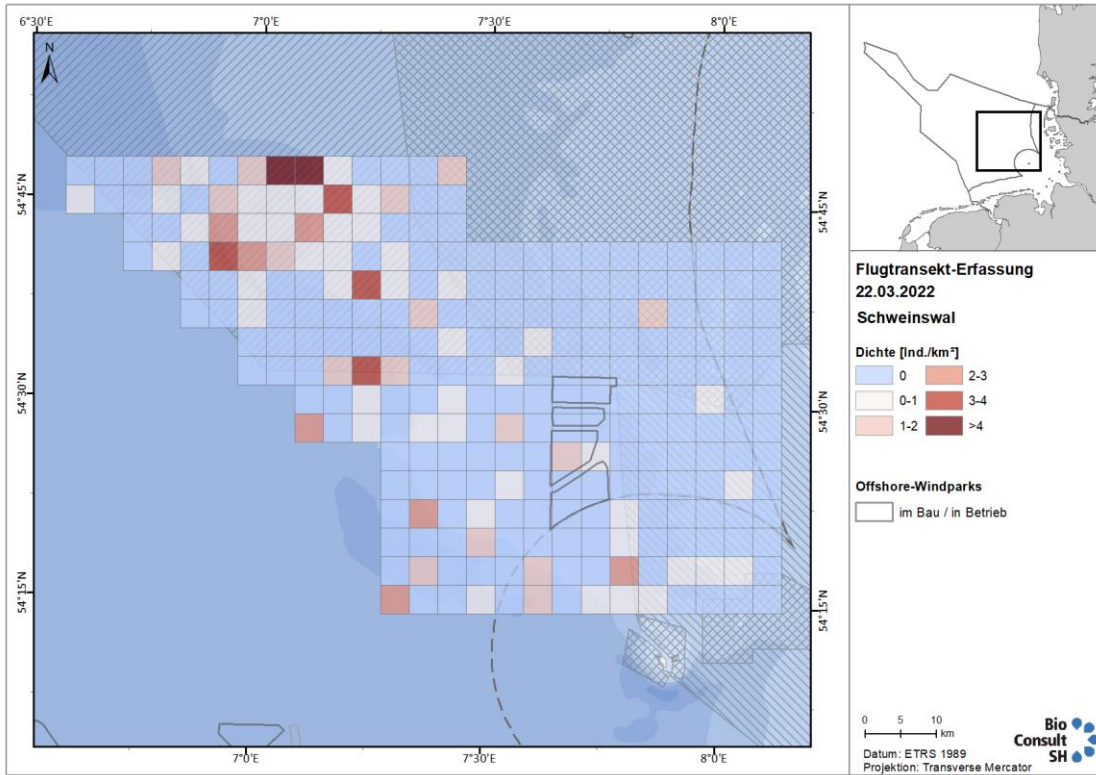 6°30'E
7°0'E
7°30'E
8°0'E
N
54°45'N
54°45'N
54°30'N
54°30'N
54°15'N
54°15'N
7°0'E
7°30'E
8°0'E
Flugtransekt-Erfassung
22.03.2022
Schweinswal
Dichte [Ind./km²]
0
2-3
0-1
3-4
1-2
>4
Offshore-Windparks
im Bau / in Betrieb
0 5 10
km
Datum: ETRS 1989
Projektion: Transverse Mercator
Bio
Consult
SH